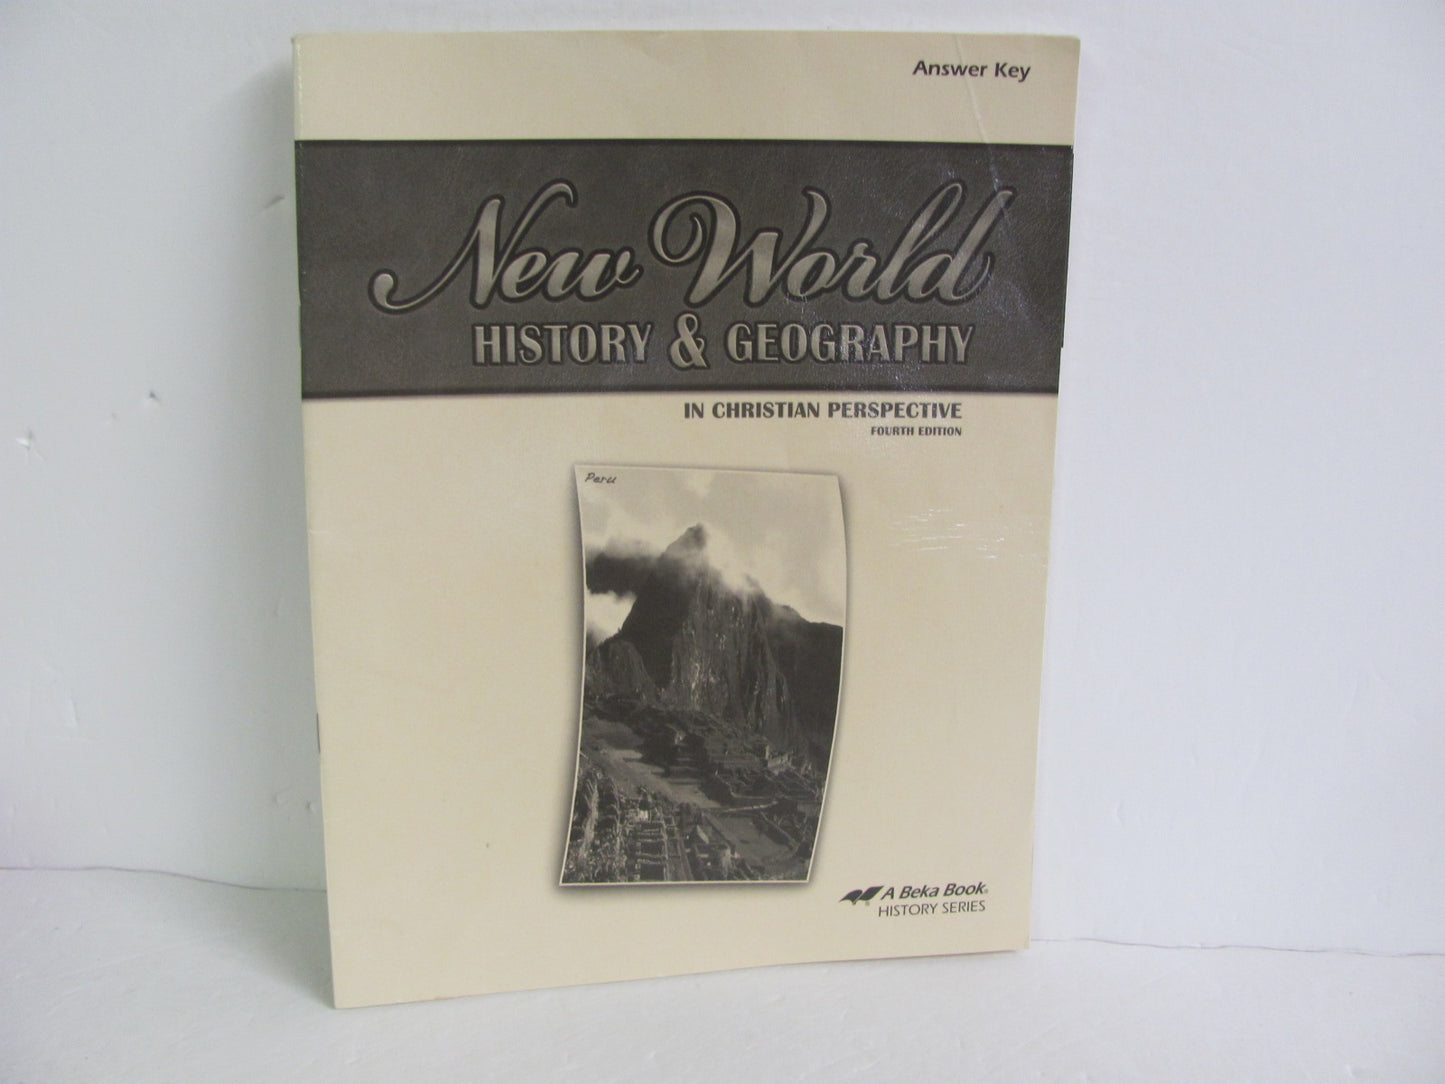 Answer Key
New World
HISTORY & GEOGRAPHY
IN CHRISTIAN PERSPECTIVE
FOURTH EDITION
Peru
A Beka Book®
HISTORY SERIES